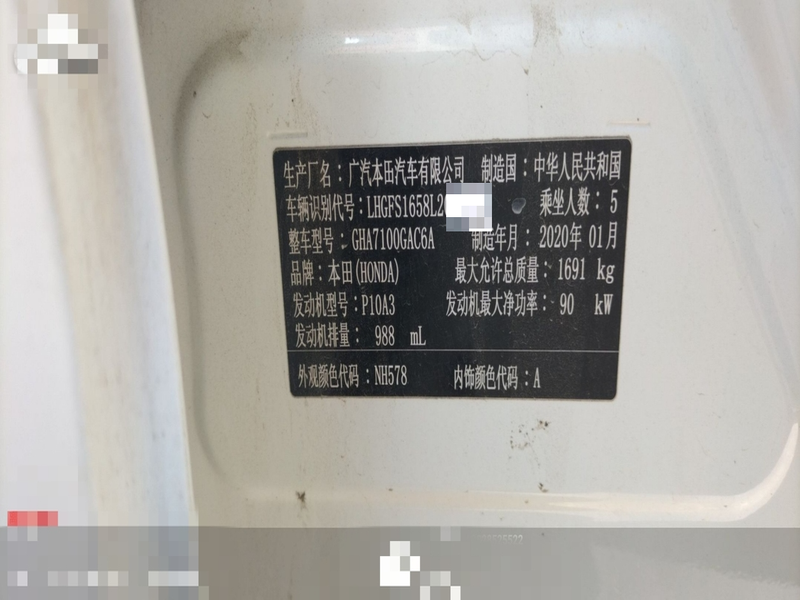 生产厂名：广汽本田汽车有限公司 制造国：中华人民共和国
车辆识别代号：LHGFS1658L2 乘坐人数：5
整车型号：GHA7100GAC6A 制造年月：2020年 01月
品牌：本田(HONDA) 最大允许总质量：1691 kg
发动机型号：P10A3 发动机最大净功率：90 kW
发动机排量：988 mL
外观颜色代码：NH578 内饰颜色代码：A